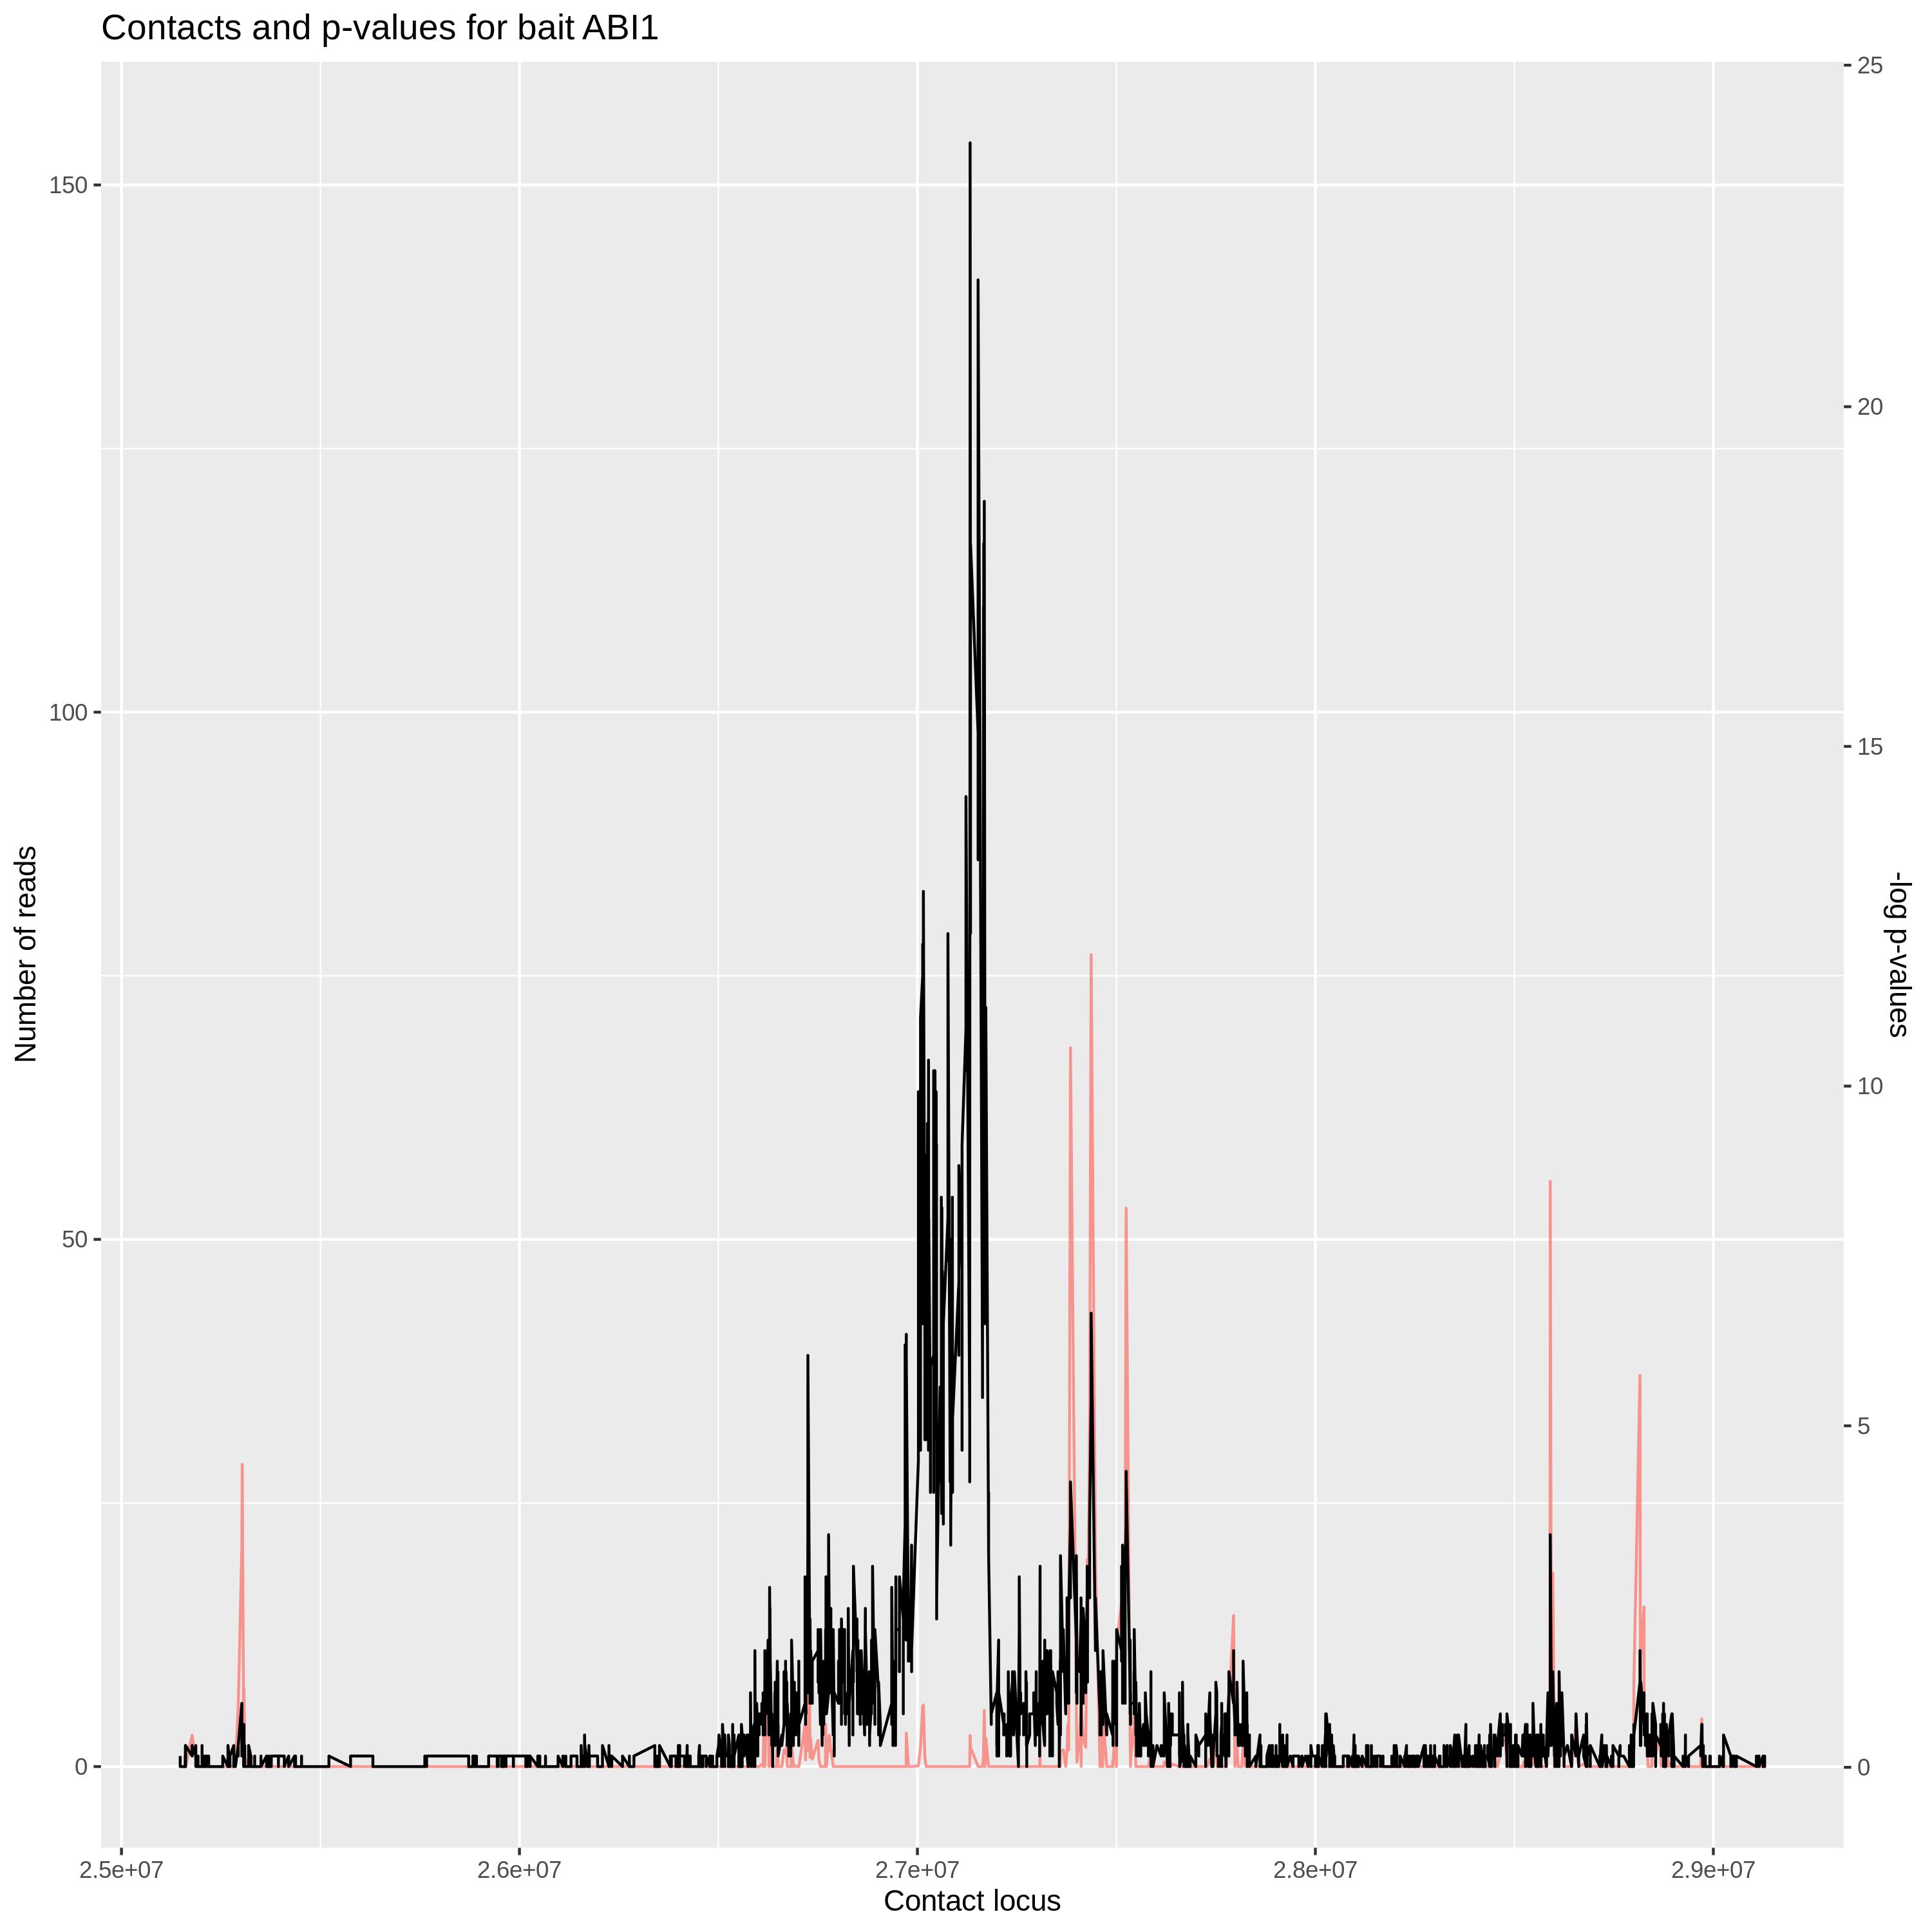 Contacts and p-values for bait ABI1
25
150
20
15
100
Number of reads
-log p-values
10
50
5
0
0
2.5e+07 2.6e+07 2.7e+07 2.8e+07 2.9e+07
Contact locus